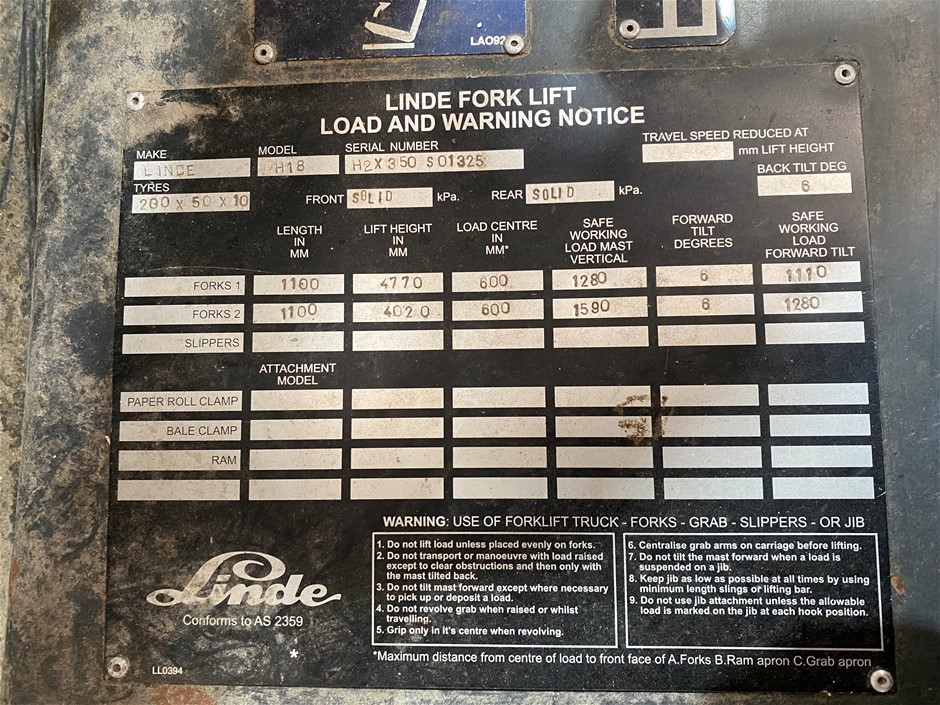 LAO92
LINDE FORK LIFT
LOAD AND WARNING NOTICE
MAKE MODEL SERIAL NUMBER TRAVEL SPEED REDUCED AT
LINDE H18 H2X350 S01325 mm LIFT HEIGHT
TYRES BACK TILT DEG
200 x 50 x 10 FRONT SOLID kPa. REAR SOLID kPa. 6
LENGTH IN MM LIFT HEIGHT IN MM LOAD CENTRE IN MM* SAFE WORKING LOAD MAST VERTICAL FORWARD TILT DEGREES SAFE WORKING LOAD FORWARD TILT
FORKS 1 1100 4770 600 1280 6 1110
FORKS 2 1100 4020 600 1590 6 1280
SLIPPERS
ATTACHMENT
MODEL
PAPER ROLL CLAMP
BALE CLAMP
RAM
WARNING: USE OF FORKLIFT TRUCK - FORKS - GRAB - SLIPPERS - OR JIB
1. Do not lift load unless placed evenly on forks.
2. Do not transport or manoeuvre with load raised
except to clear obstructions and then only with
the mast tilted back.
3. Do not tilt mast forward except where necessary
to pick up or deposit a load.
4. Do not revolve grab when raised or whilst
travelling.
5. Grip only in it's centre when revolving.
6. Centralise grab arms on carriage before lifting.
7. Do not tilt the mast forward when a load is
suspended on a jib.
8. Keep jib as low as possible at all times by using
minimum length slings or lifting bar.
9. Do not use jib attachment unless the allowable
load is marked on the jib at each hook position.
Linde
Conforms to AS 2359
*
*Maximum distance from centre of load to front face of A.Forks B.Ram apron C.Grab apron
LL0394